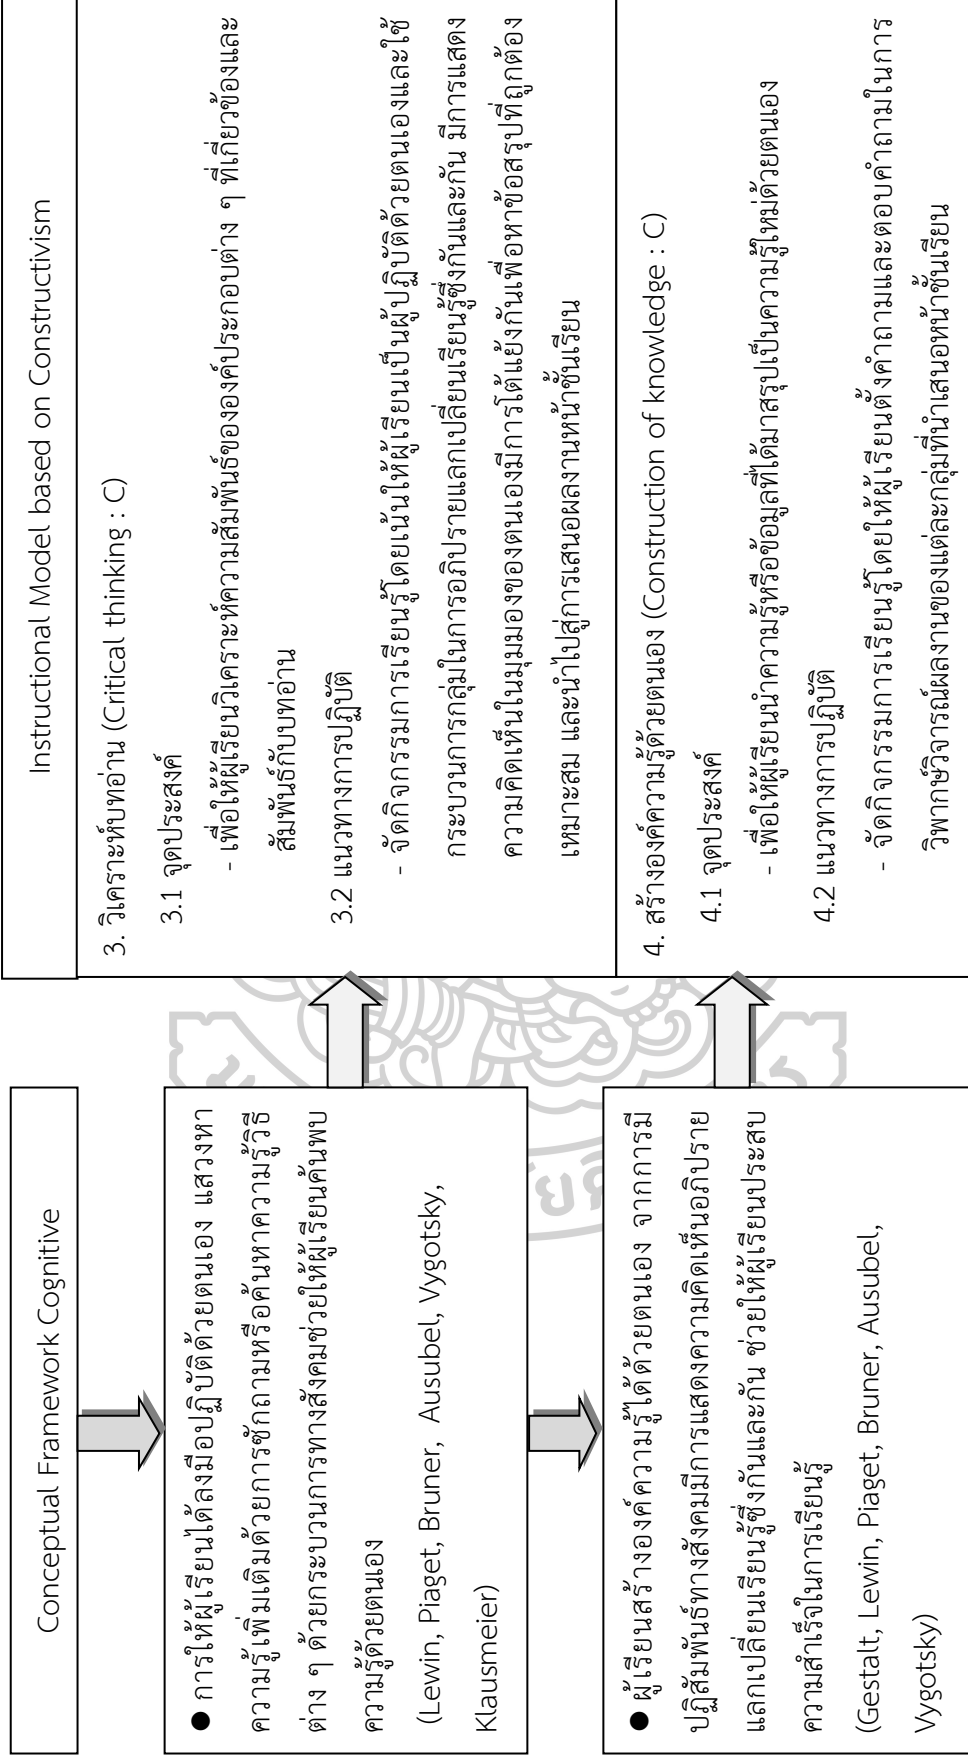 Conceptual Framework Cognitive
● การให้ผู้เรียนได้ลงมือปฏิบัติด้วยตนเอง แสวงหา
ความรู้เพิ่มเติมด้วยการซักถามหรือค้นหาความรู้วิธี
ต่าง ๆ ด้วยกระบวนการทางสังคมช่วยให้ผู้เรียนค้นพบ
ความรู้ด้วยตนเอง
(Lewin, Piaget, Bruner, Ausubel, Vygotsky,
Klausmeier)
● ผู้เรียนสร้างองค์ความรู้ได้ด้วยตนเอง จากการมี
ปฏิสัมพันธ์ทางสังคมมีการแสดงความคิดเห็นอภิปราย
แลกเปลี่ยนเรียนรู้ซึ่งกันและกัน ช่วยให้ผู้เรียนประสบ
ความสำเร็จในการเรียนรู้
(Gestalt, Lewin, Piaget, Bruner, Ausubel,
Vygotsky)
Instructional Model based on Constructivism
3. วิเคราะห์บทอ่าน (Critical thinking : C)
3.1 จุดประสงค์
- เพื่อให้ผู้เรียนวิเคราะห์ความสัมพันธ์ขององค์ประกอบต่าง ๆ ที่เกี่ยวข้องและ
สัมพันธ์กับบทอ่าน
3.2 แนวทางการปฏิบัติ
- จัดกิจกรรมการเรียนรู้โดยเน้นให้ผู้เรียนเป็นผู้ปฏิบัติด้วยตนเองและใช้
กระบวนการกลุ่มในการอภิปรายแลกเปลี่ยนเรียนรู้ซึ่งกันและกัน มีการแสดง
ความคิดเห็นในมุมมองของตนเองมีการโต้แย้งกันเพื่อหาข้อสรุปที่ถูกต้อง
เหมาะสม และนำไปสู่การเสนอผลงานหน้าชั้นเรียน
4. สร้างองค์ความรู้ด้วยตนเอง (Construction of knowledge : C)
4.1 จุดประสงค์
- เพื่อให้ผู้เรียนนำความรู้หรือข้อมูลที่ได้มาสรุปเป็นความรู้ใหม่ด้วยตนเอง
4.2 แนวทางการปฏิบัติ
- จัดกิจกรรมการเรียนรู้โดยให้ผู้เรียนตั้งคำถามและตอบคำถามในการ
วิพากษ์วิจารณ์ผลงานของแต่ละกลุ่มที่นำเสนอหน้าชั้นเรียน